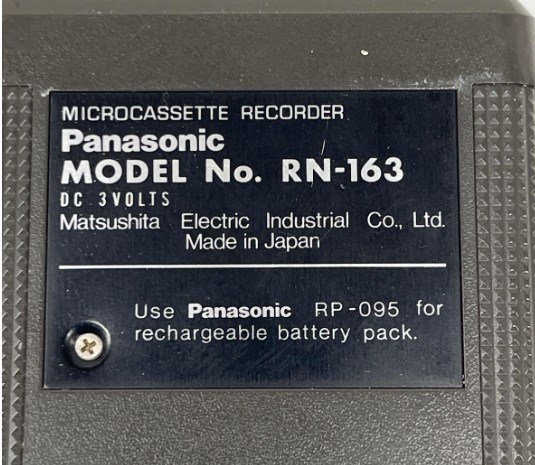 MICROCASSETTE RECORDER
Panasonic
MODEL No. RN-163
DC 3VOLTS
Matsushita Electric Industrial Co., Ltd.
Made in Japan
Use Panasonic RP-095 for
rechargeable battery pack.